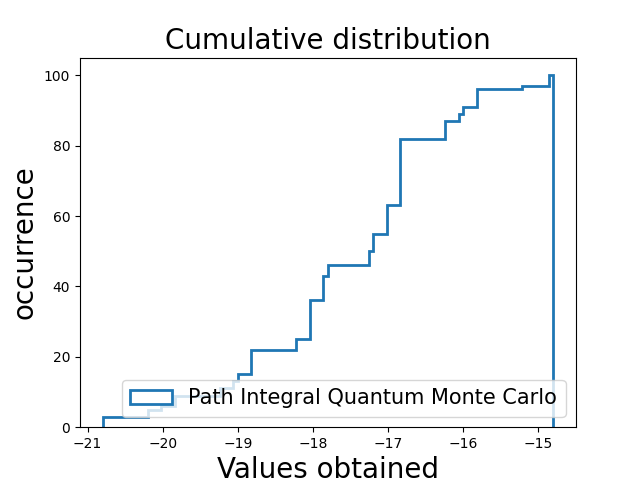 Cumulative distribution
occurrence
100
80
60
40
20
0
Path Integral Quantum Monte Carlo
−21 −20 −19 −18 −17 −16 −15
Values obtained